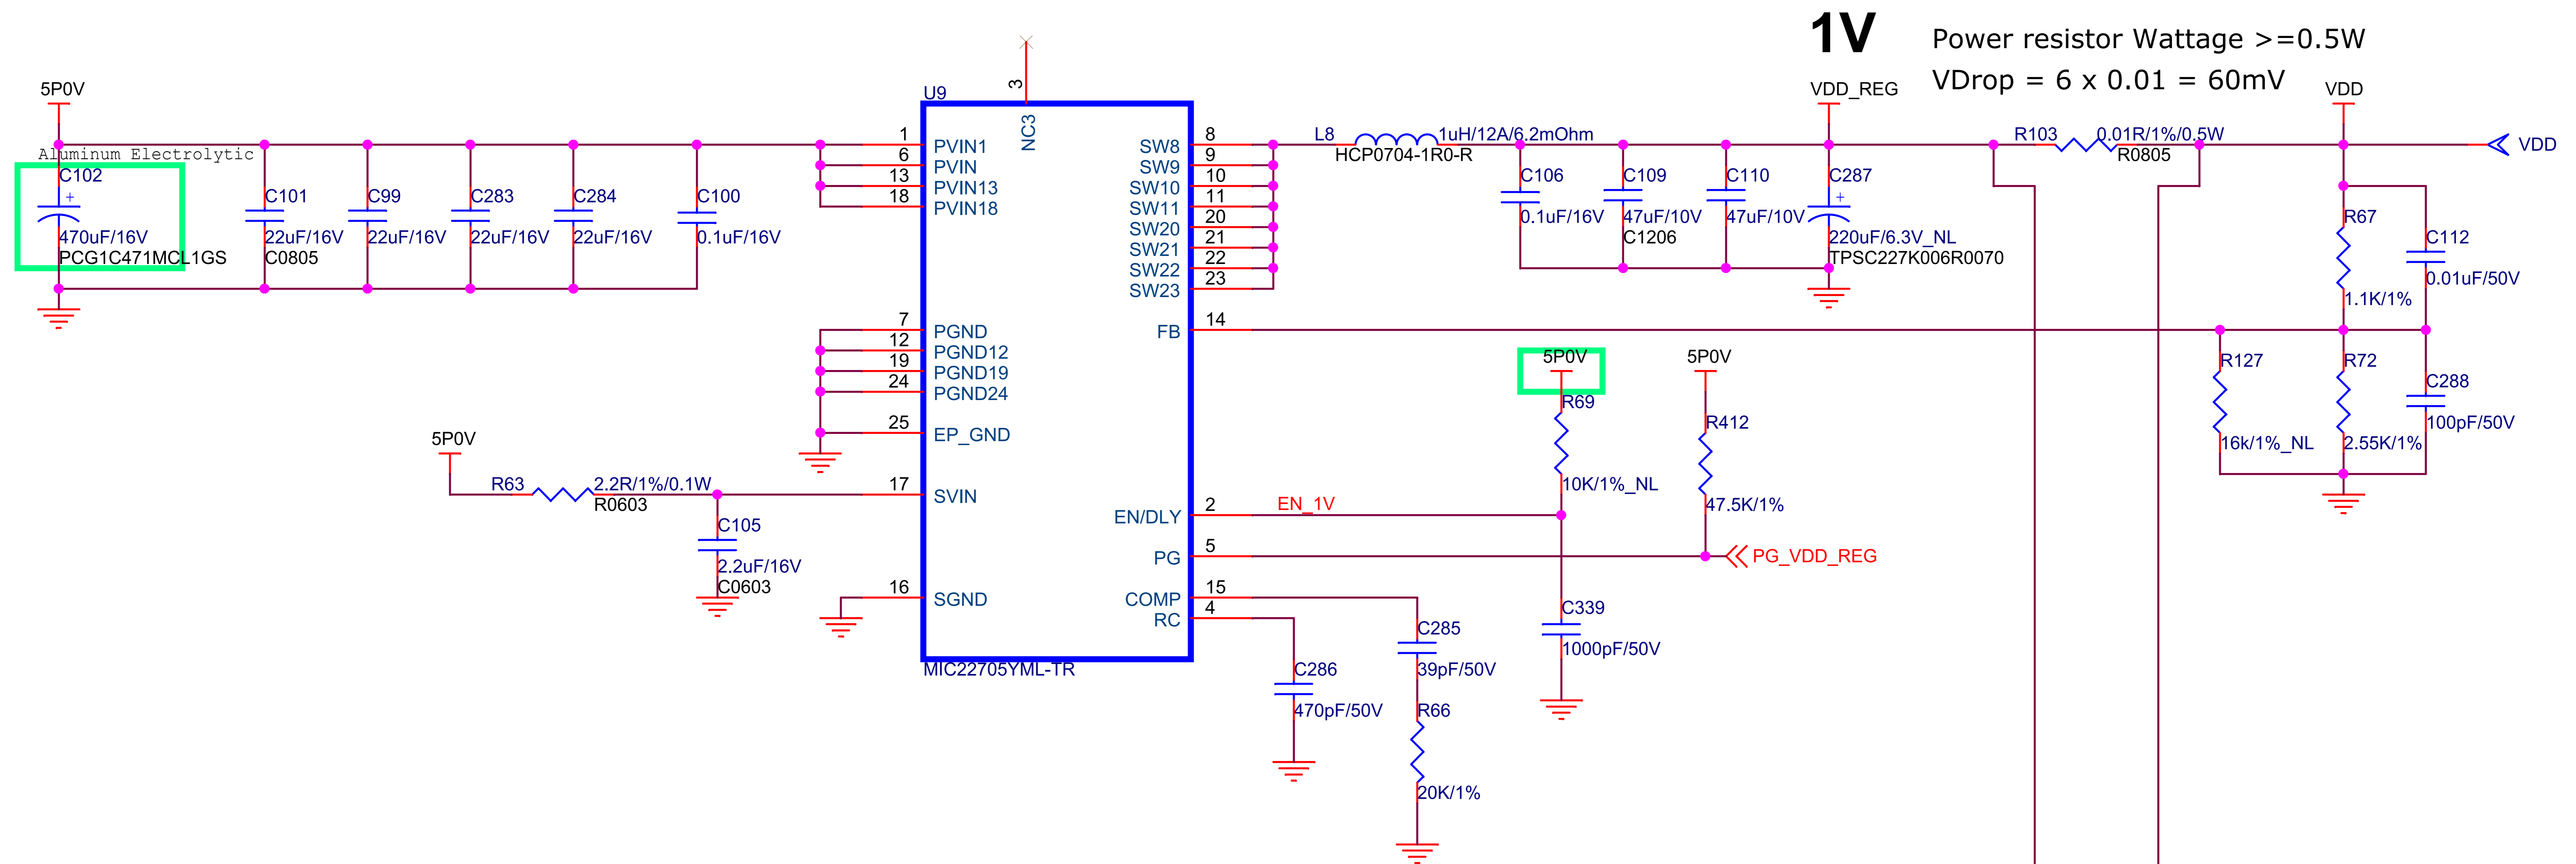 1V
Power resistor Wattage >=0.5W
VDrop = 6 x 0.01 = 60mV
5P0V
Aluminum Electrolytic
C102
+
470uF/16V
PCG1C471MCL1GS
C101
22uF/16V
C0805
C99
22uF/16V
C283
22uF/16V
C284
22uF/16V
C100
0.1uF/16V
U9
3
NC3
1
PVIN1
6
PVIN
13
PVIN13
18
PVIN18
7
PGND
12
PGND12
19
PGND19
24
PGND24
25
EP_GND
17
SVIN
16
SGND
8
SW8
9
SW9
10
SW10
11
SW11
20
SW20
21
SW21
22
SW22
23
SW23
14
FB
2
EN/DLY
5
PG
15
COMP
4
RC
MIC22705YML-TR
5P0V
R63
2.2R/1%/0.1W
R0603
C105
2.2uF/16V
C0603
L8
1uH/12A/6.2mOhm
HCP0704-1R0-R
C106
0.1uF/16V
C109
47uF/10V
C1206
C110
47uF/10V
VDD_REG
C287
+
220uF/6.3V_NL
TPSC227K006R0070
R103
0.01R/1%/0.5W
R0805
VDD
VDD
R67
1.1K/1%
C112
0.01uF/50V
R127
16k/1%_NL
R72
2.55K/1%
C288
100pF/50V
5P0V
R69
10K/1%_NL
5P0V
R412
47.5K/1%
EN_1V
PG_VDD_REG
C339
1000pF/50V
C285
39pF/50V
R66
20K/1%
C286
470pF/50V